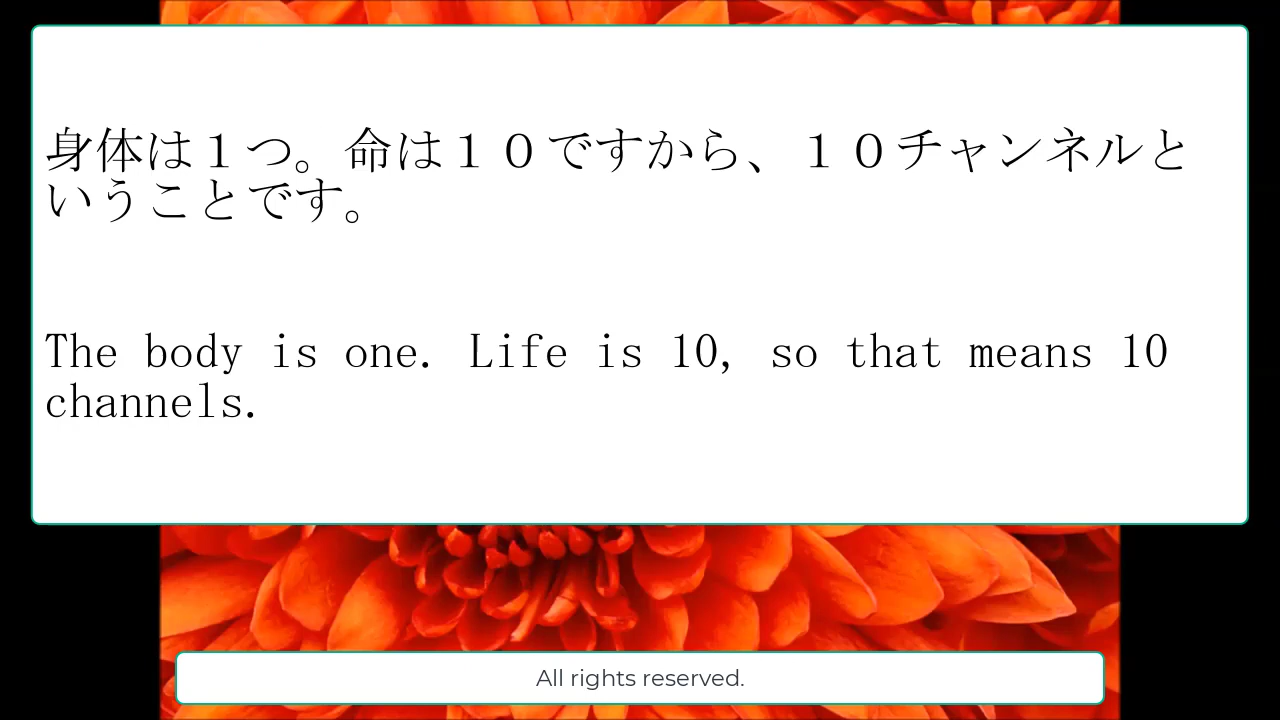 身体は１つ。命は１０ですから、１０チャンネルと
いうことです。
The body is one. Life is 10, so that means 10
channels.
All rights reserved.